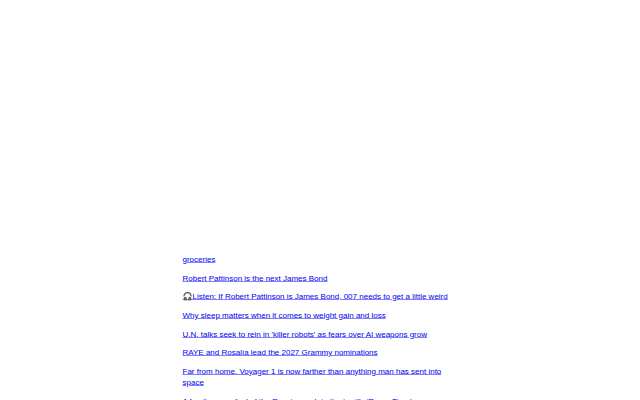 groceries
Robert Pattinson is the next James Bond
🎧Listen: If Robert Pattinson is James Bond, 007 needs to get a little weird
Why sleep matters when it comes to weight gain and loss
U.N. talks seek to rein in 'killer robots' as fears over AI weapons grow
RAYE and Rosalía lead the 2027 Grammy nominations
Far from home. Voyager 1 is now farther than anything man has sent into
space